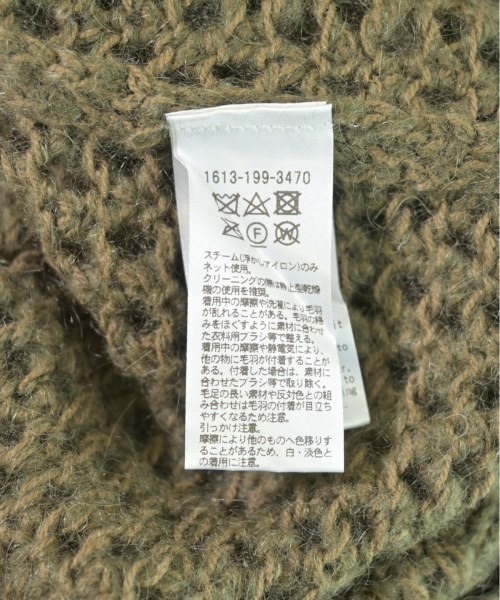 1613-199-3470
F
W
スチーム(浮かしアイロン)のみ
ネット使用。
クリーニングの際は静止型乾燥
機の使用を推奨。
着用中の摩擦や洗濯により毛羽
が乱れることがある。毛羽の絡
みをほぐすように素材に合わせ
た衣料用ブラシ等で整える。
着用中の摩擦や静電気により、
他の物に毛羽が付着することが
ある。付着した場合は、素材に
合わせたブラシ等で取り除く。
毛足の長い素材や反対色との組
み合わせは毛羽の付着が目立ち
やすくなるため注意。
引っかけ注意。
摩擦により他のものへ色移りす
ることがあるため、白・淡色と
の着用に注意。
it
to
to
ing